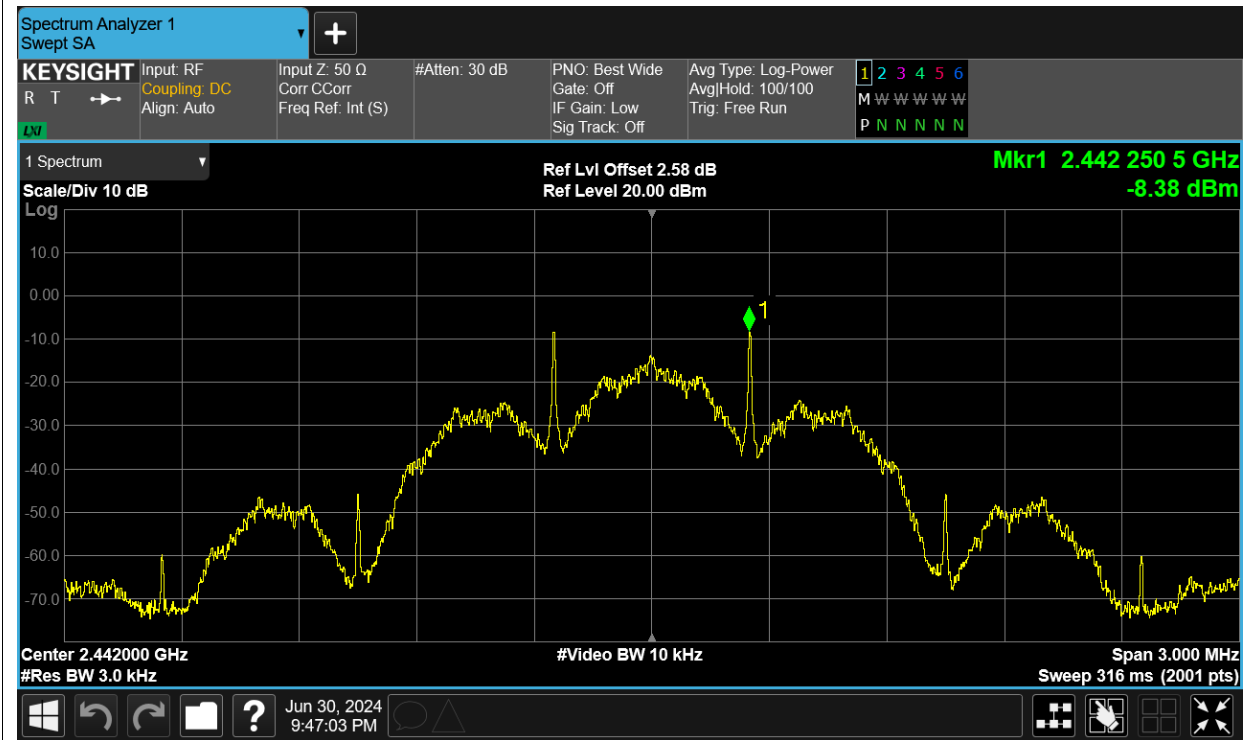 Spectrum Analyzer 1
Swept SA
KEYSIGHT
R T
LXI
Input: RF
Coupling: DC
Align: Auto
Input Z: 50 Ω
Corr CCorr
Freq Ref: Int (S)
#Atten: 30 dB
PNO: Best Wide
Gate: Off
IF Gain: Low
Sig Track: Off
Avg Type: Log-Power
Avg|Hold: 100/100
Trig: Free Run
1 2 3 4 5 6
M W W W W W
P N N N N N
1 Spectrum
Scale/Div 10 dB
Log
Ref Lvl Offset 2.58 dB
Ref Level 20.00 dBm
Mkr1 2.442 250 5 GHz
-8.38 dBm
10.0
0.00
-10.0
-20.0
-30.0
-40.0
-50.0
-60.0
-70.0
1
Center 2.442000 GHz
#Res BW 3.0 kHz
#Video BW 10 kHz
Span 3.000 MHz
Sweep 316 ms (2001 pts)
?
Jun 30, 2024
9:47:03 PM